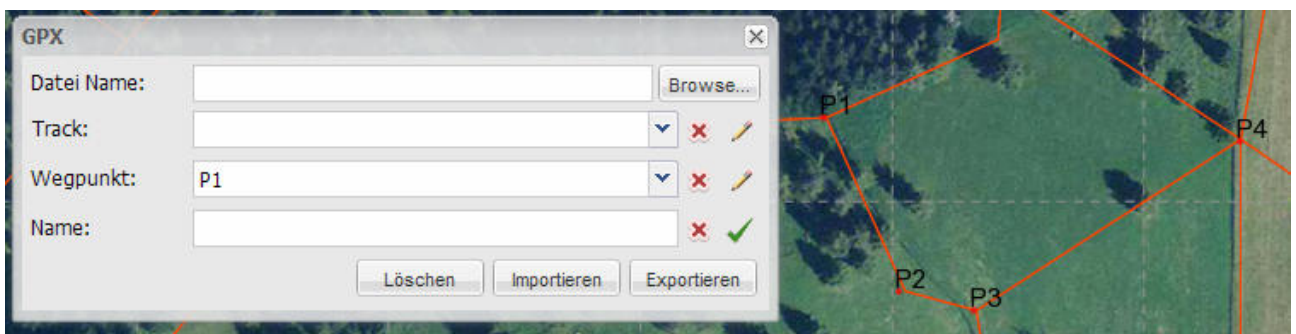 GPX
Datei Name:
Browse...
Track:
Wegpunkt:
P1
Name:
Löschen
Importieren
Exportieren
P1
P4
P2
P3